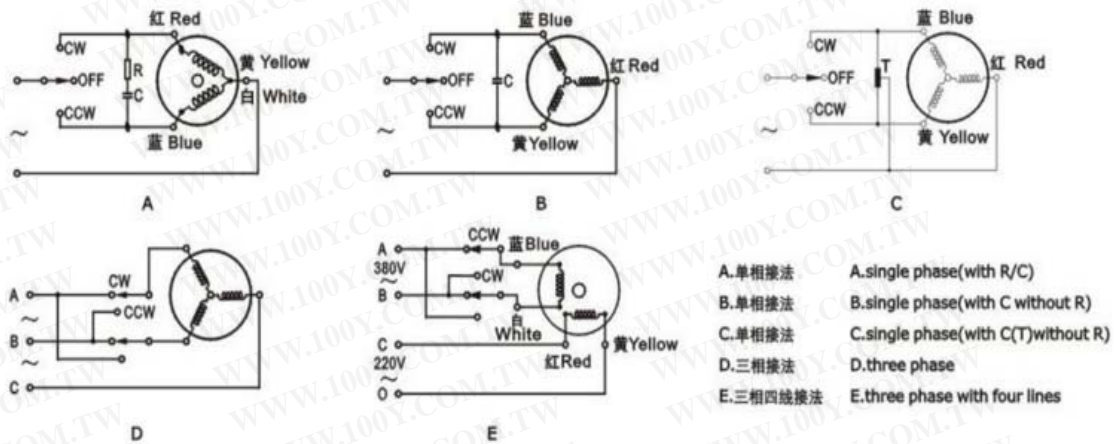 红 Red
CW
R
OFF
C
CCW
黄 Yellow
白 White
蓝 Blue
~
A
蓝 Blue
CW
OFF
C
CCW
红 Red
黄Yellow
~
B
蓝 Blue
CW
T
OFF
CCW
红 Red
黄 Yellow
~
C
A
CW
~
CCW
B
~
C
D
CCW
蓝Blue
A
380V
CW
B
~
白
White
C
220V
红Red
黄Yellow
~
O
E
A.单相接法 A.single phase(with R/C)
B.单相接法 B.single phase(with C without R)
C.单相接法 C.single phase(with C(T)without R)
D.三相接法 D.three phase
E.三相四线接法 E.three phase with four lines
WWW.100Y.COM.TW